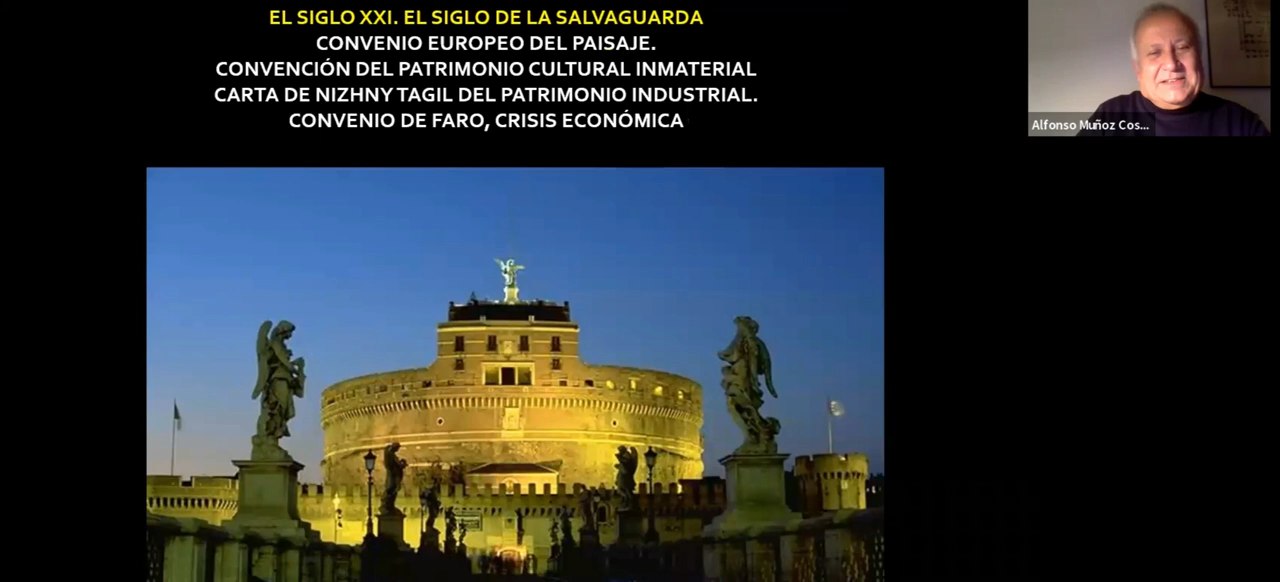 EL SIGLO XXI. EL SIGLO DE LA SALVAGUARDA
CONVENIO EUROPEO DEL PAISAJE.
CONVENCIÓN DEL PATRIMONIO CULTURAL INMATERIAL
CARTA DE NIZHNY TAGIL DEL PATRIMONIO INDUSTRIAL.
CONVENIO DE FARO, CRISIS ECONÓMICA
Alfonso Muñoz Cos...